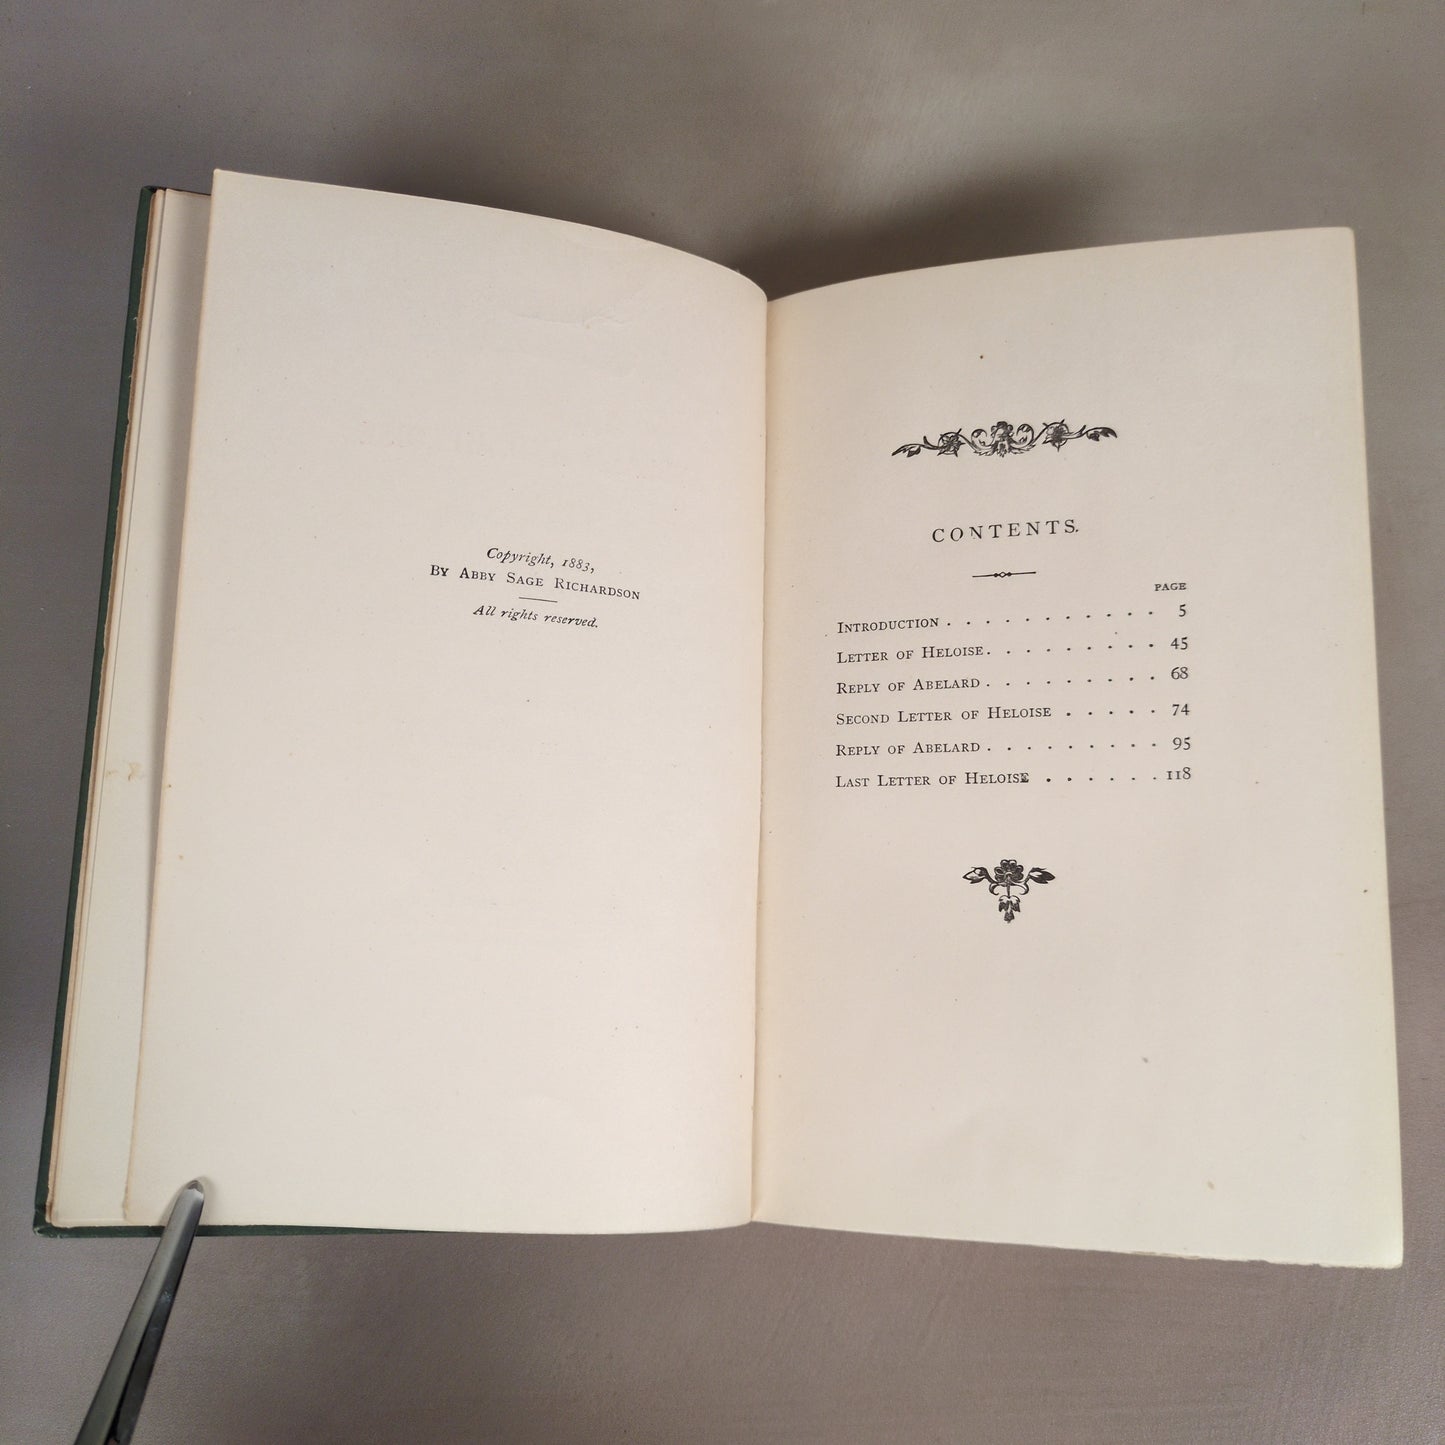 Copyright, 1883,
By Abby Sage Richardson
All rights reserved.
CONTENTS.
PAGE
Introduction . . . . . . . . . . . 5
Letter of Heloise . . . . . . . . . 45
Reply of Abelard . . . . . . . . . 68
Second Letter of Heloise . . . . . 74
Reply of Abelard . . . . . . . . . 95
Last Letter of Heloise . . . . . . 118